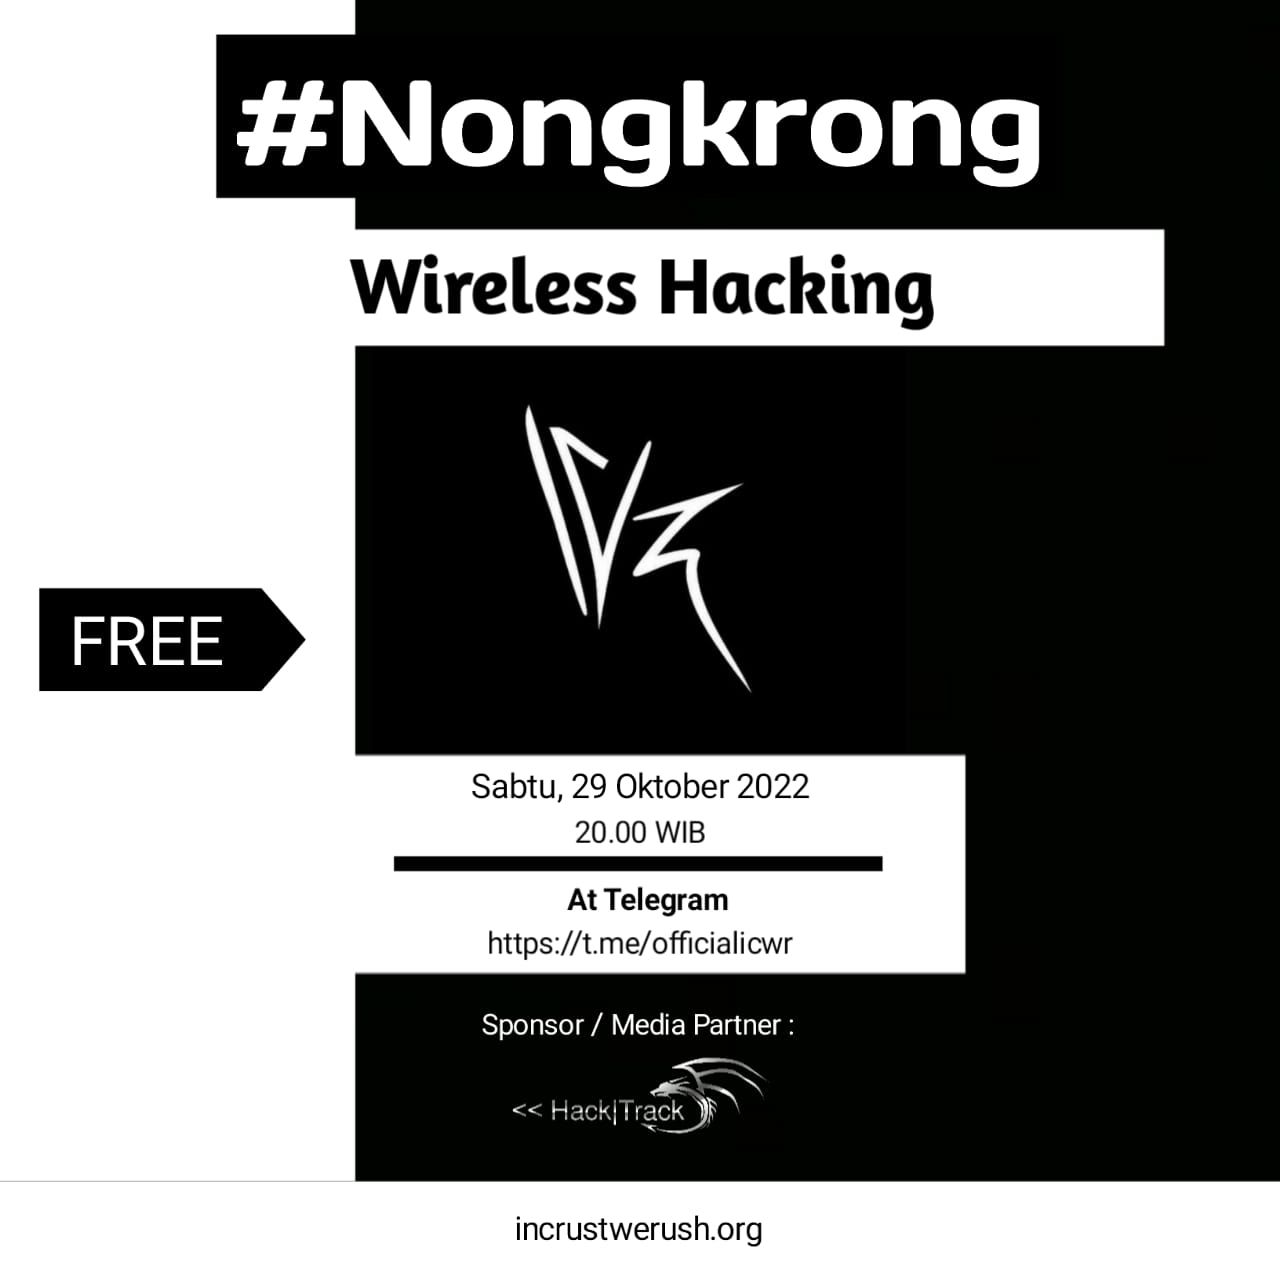 #Nongkrong
Wireless Hacking
FREE
Sabtu, 29 Oktober 2022
20.00 WIB
At Telegram
https://t.me/officialicwr
Sponsor / Media Partner :
<< Hack|Track
incrustwerush.org